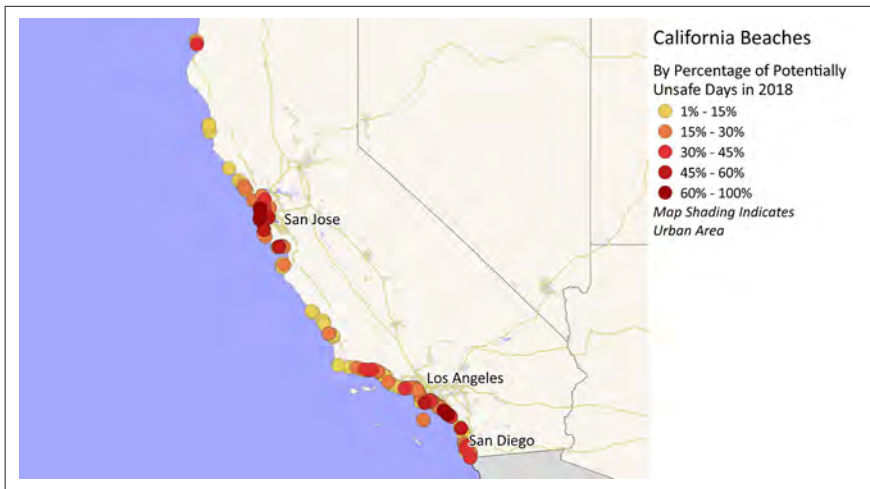 California Beaches
By Percentage of Potentially
Unsafe Days in 2018
1% - 15%
15% - 30%
30% - 45%
45% - 60%
60% - 100%
Map Shading Indicates
Urban Area
San Jose
Los Angeles
San Diego